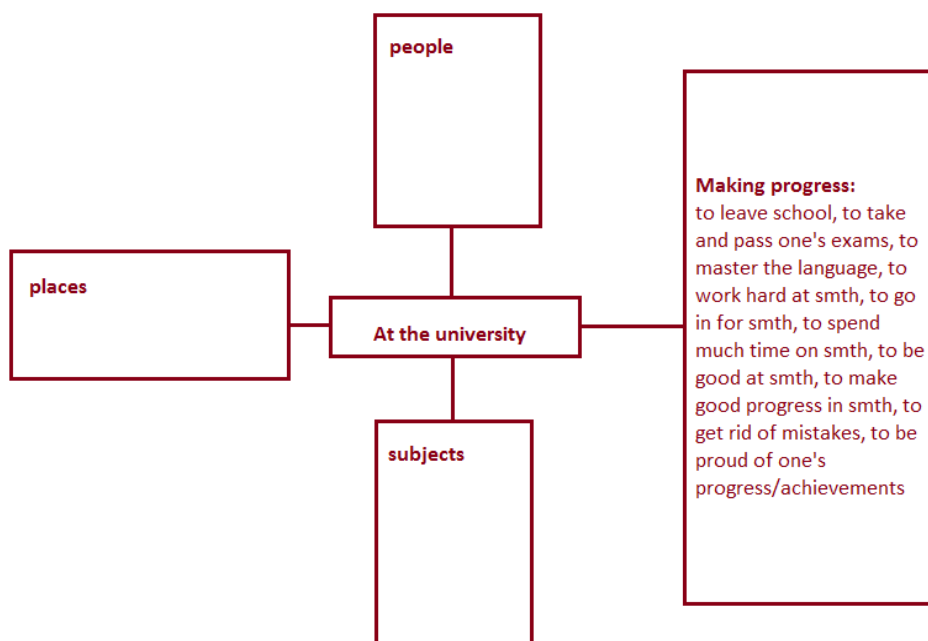 people
Making progress:
to leave school, to take
and pass one's exams, to
master the language, to
work hard at smth, to go
in for smth, to spend
much time on smth, to be
good at smth, to make
good progress in smth, to
get rid of mistakes, to be
proud of one's
progress/achievements
places
At the university
subjects